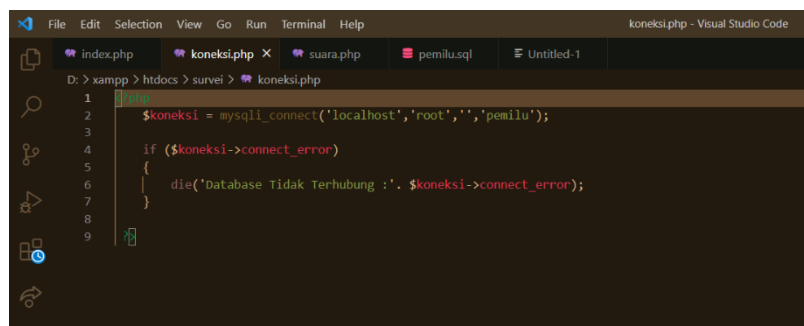 File Edit Selection View Go Run Terminal Help koneksi.php - Visual Studio Code
index.php koneksi.php suara.php pemilu.sql Untitled-1
D: > xampp > htdocs > survei > koneksi.php
1 <?php
2 $koneksi = mysqli_connect('localhost','root','','pemilu');
3
4 if ($koneksi->connect_error)
5 {
6 die('Database Tidak Terhubung :'. $koneksi->connect_error);
7 }
8
9 ?>